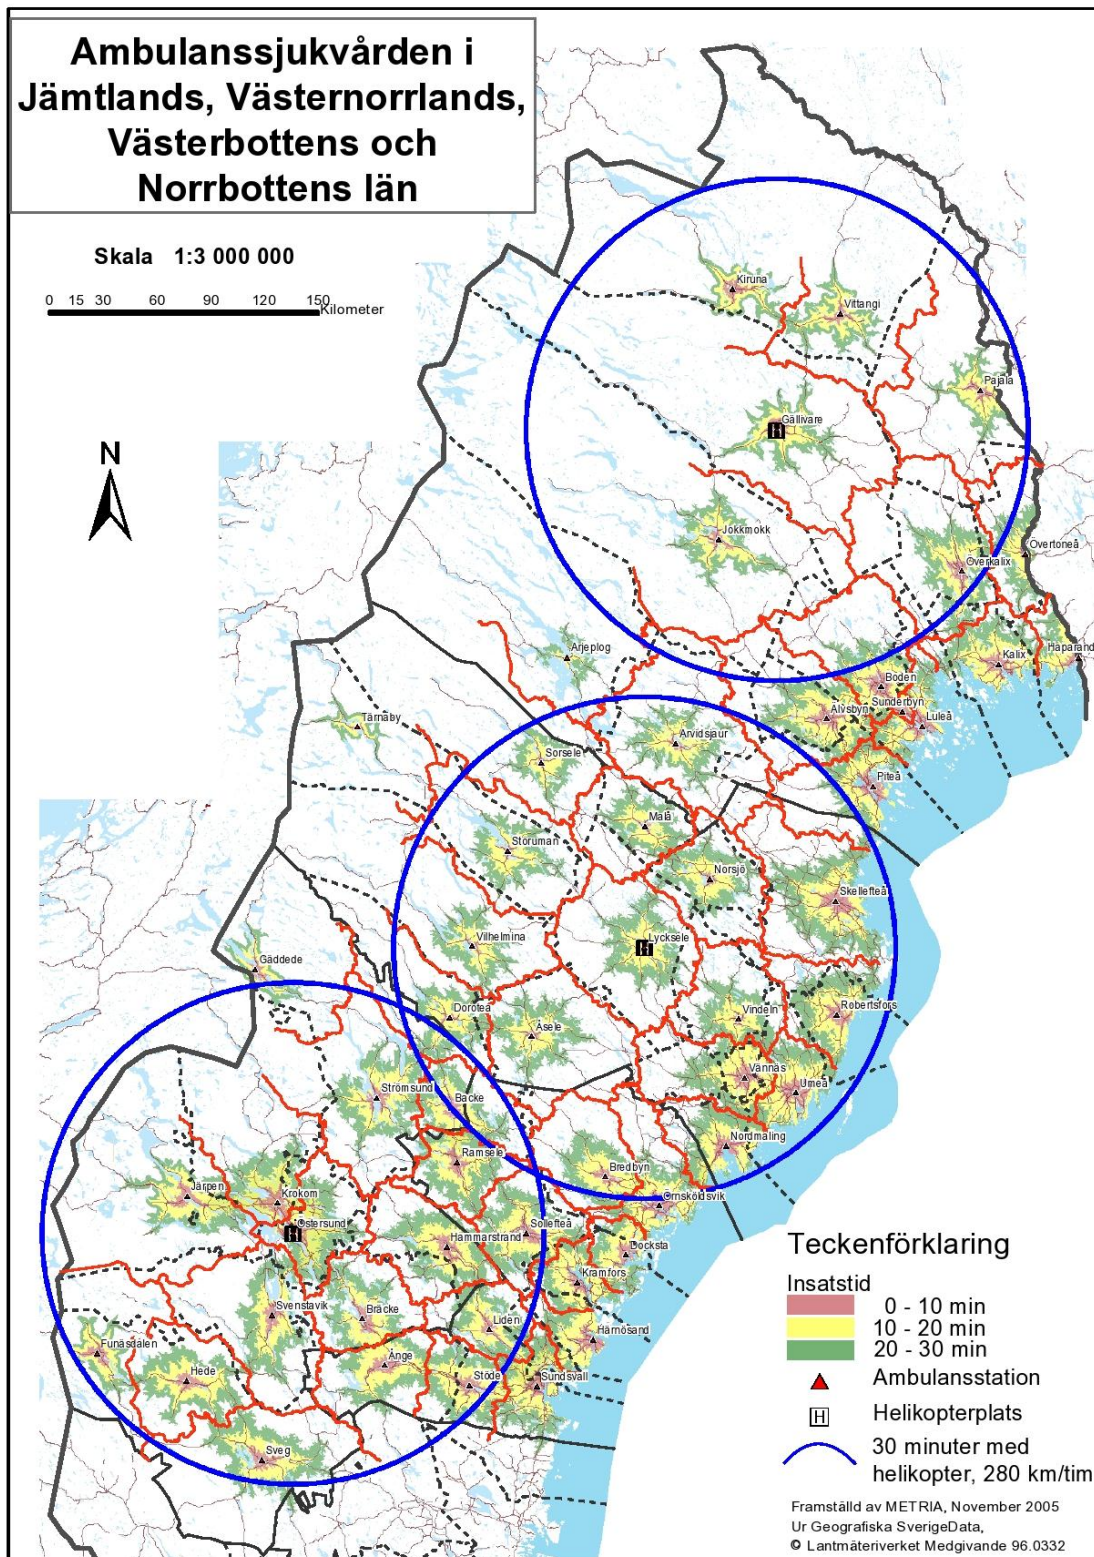 Ambulanssjukvården i
Jämtlands, Västernorrlands,
Västerbottens och
Norrbottens län
Skala 1:3 000 000
0 15 30 60 90 120 150
Kilometer
N
Kiruna
Vittangi
Pajala
Gällivare
H
Jokkmokk
Övertoneå
Överkalix
Arjeplog
Kalix
Haparand
Boden
Sunderbyn
Älvsbyn
Luleå
Tärnaby
Arvidsjaur
Sorsele
Piteå
Malå
Storuman
Norsjö
Skellefteå
Vilhelmina
Lycksele
H
Gäddede
Dorotea
Åsele
Vindeln
Robertsfors
Vännäs
Umeå
Strömsund
Backe
Nordmaling
Ramsele
Bredbyn
Järpen
Krokom
Örnsköldsvik
Östersund
H
Hammarstrand
Sollefteå
Docksta
Kramfors
Svenstavik
Bräcke
Liden
Härnösand
Funäsdalen
Hede
Ånge
Stöde
Sundsvall
Sveg
Teckenförklaring
Insatstid
0 - 10 min
10 - 20 min
20 - 30 min
Ambulansstation
H Helikopterplats
30 minuter med
helikopter, 280 km/tim
Framställd av METRIA, November 2005
Ur Geografiska SverigeData,
© Lantmäteriverket Medgivande 96.0332